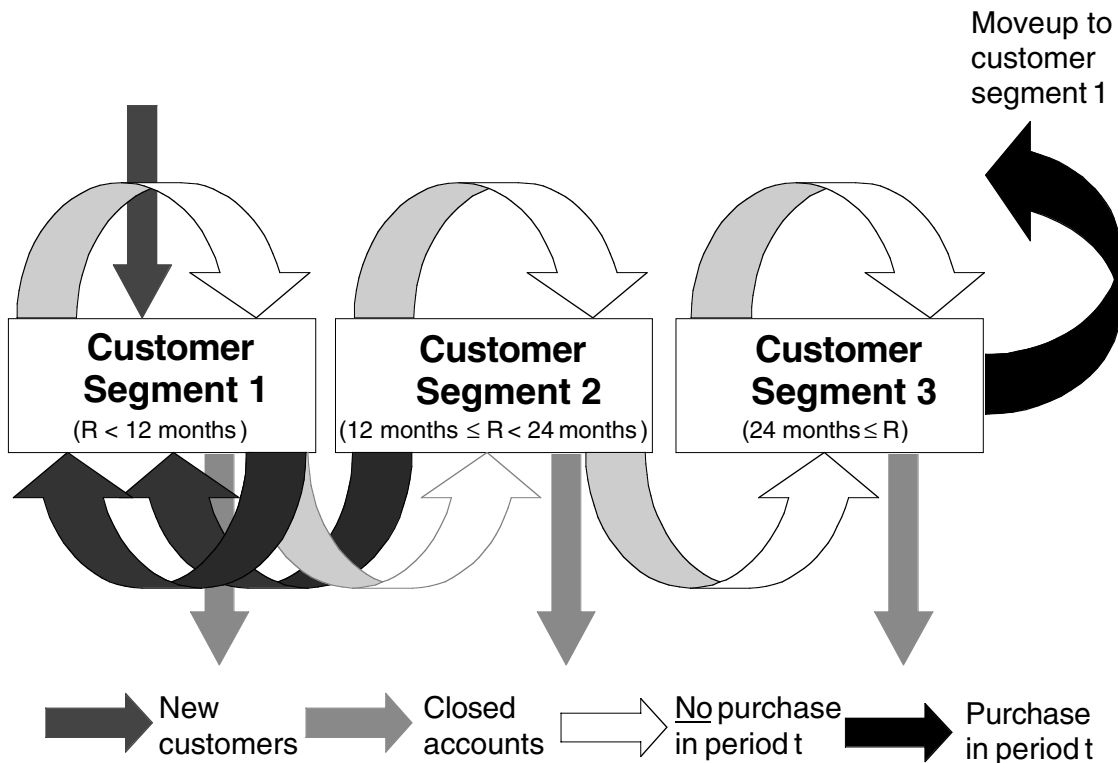 Moveup to
customer
segment 1
Customer
Segment 1
(R < 12 months)
Customer
Segment 2
(12 months ≤ R < 24 months)
Customer
Segment 3
(24 months ≤ R)
New
customers
Closed
accounts
No purchase
in period t
Purchase
in period t